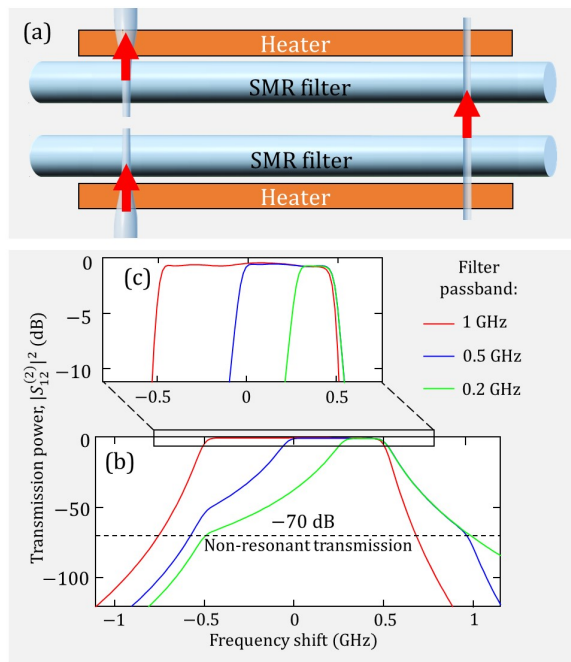 (a)
Heater
SMR filter
SMR filter
Heater
(c)
0
−5
−10
−0.5
0
0.5
Filter
passband:
1 GHz
0.5 GHz
0.2 GHz
Transmission power, |S₁₂⁽²⁾|² (dB)
(b)
0
−50
−100
−70 dB
Non-resonant transmission
−1
−0.5
0
0.5
1
Frequency shift (GHz)